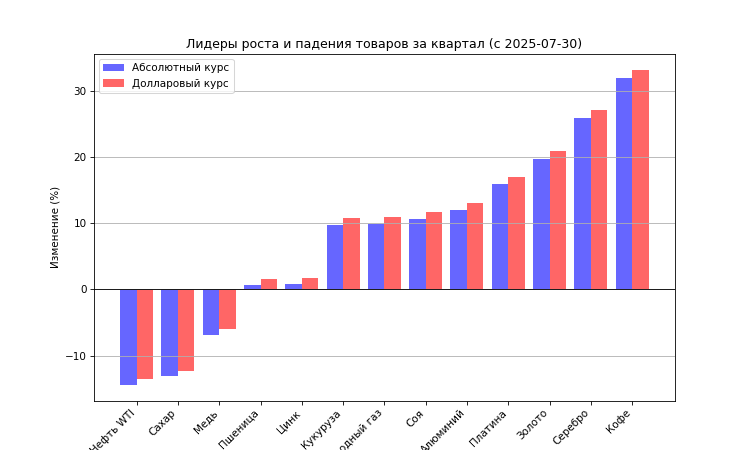 Лидеры роста и падения товаров за квартал (с 2025-07-30)
Абсолютный курс
Долларовый курс
Изменение (%)
30
20
10
0
−10
Нефть WTI
Сахар
Медь
Пшеница
Цинк
Кукуруза
газ
Соя
Алюминий
Платина
Золото
Серебро
Кофе